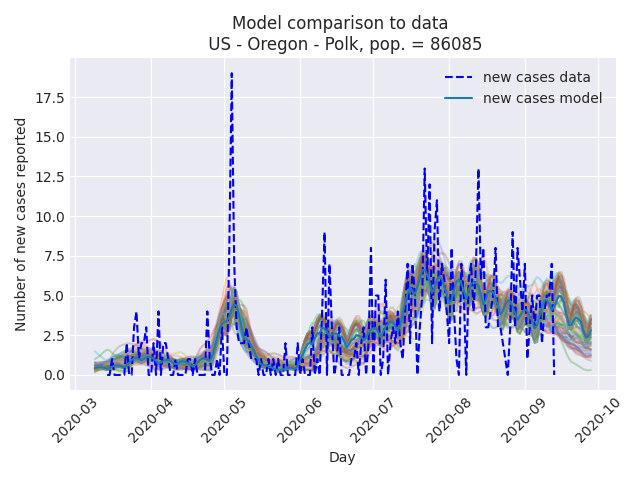 Model comparison to data
US - Oregon - Polk, pop. = 86085
new cases data
new cases model
Number of new cases reported
17.5
15.0
12.5
10.0
7.5
5.0
2.5
0.0
2020-03
2020-04
2020-05
2020-06
2020-07
2020-08
2020-09
2020-10
Day